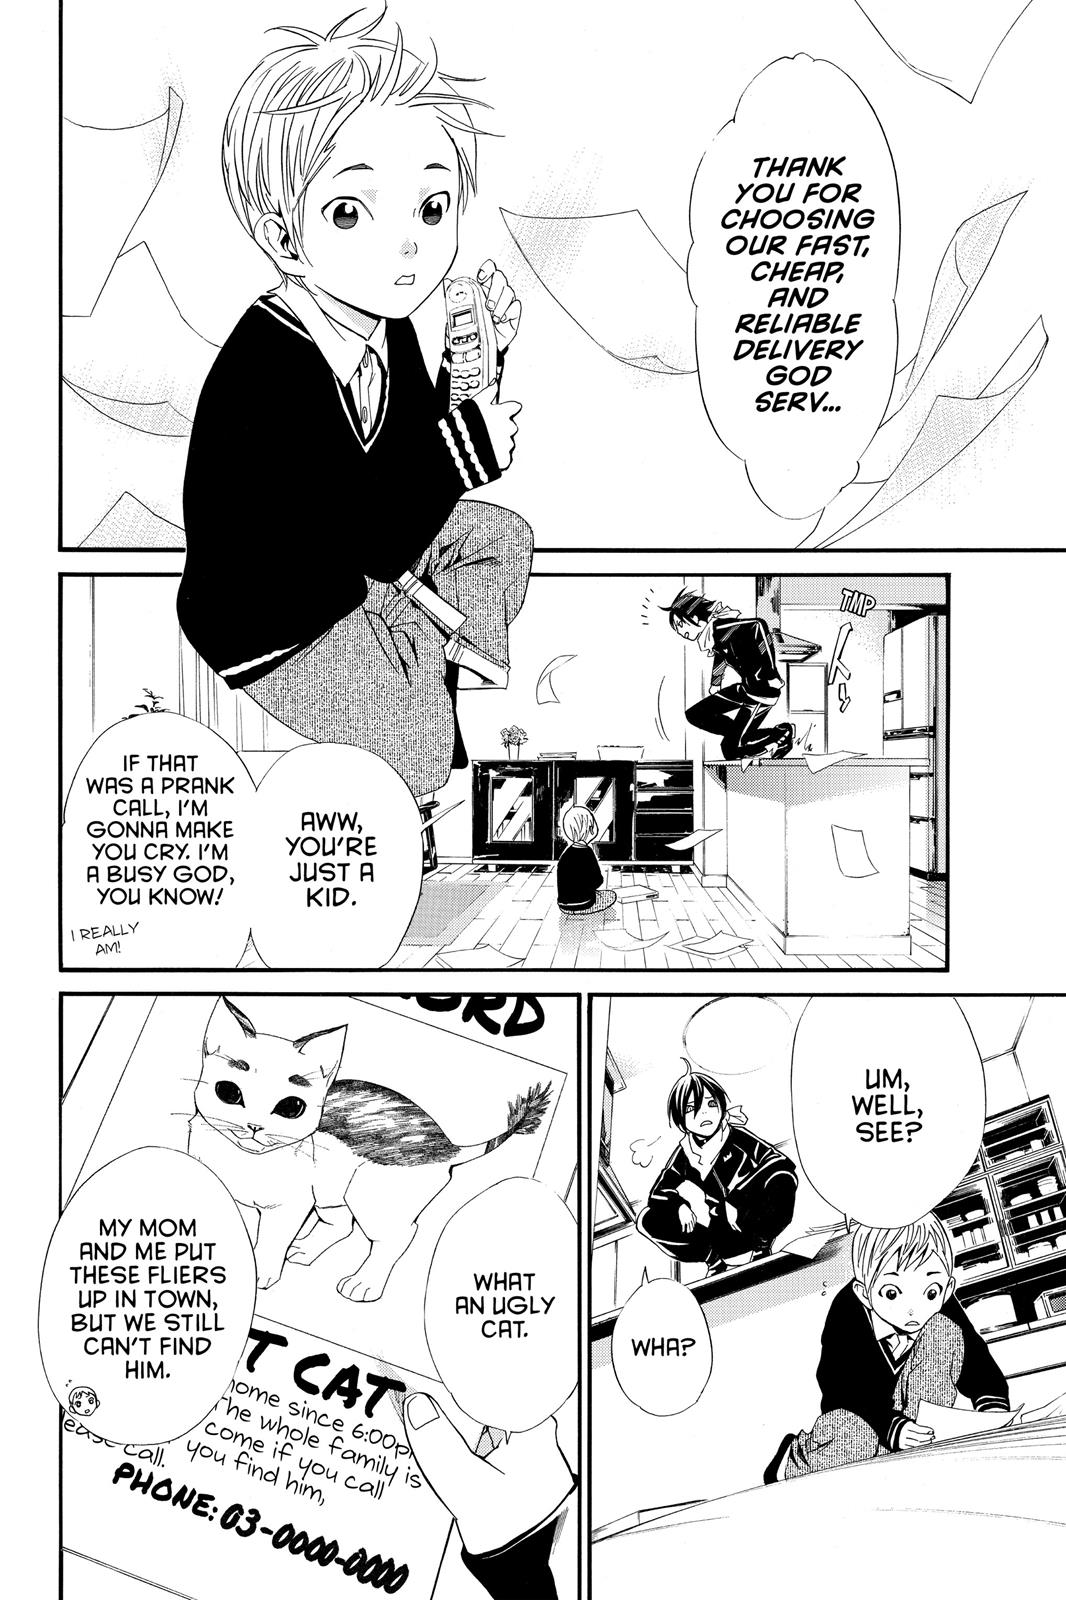 THANK
YOU FOR
CHOOSING
OUR FAST,
CHEAP,
AND
RELIABLE
DELIVERY
GOD
SERV...
TMP
AWW,
YOU'RE
JUST A
KID.
IF THAT
WAS A PRANK
CALL, I'M
GONNA MAKE
YOU CRY. I'M
A BUSY GOD,
YOU KNOW!
I REALLY
AM!
UM,
WELL,
SEE?
WHA?
WHAT
AN UGLY
CAT.
MY MOM
AND ME PUT
THESE FLIERS
UP IN TOWN,
BUT WE STILL
CAN'T FIND
HIM.
ORD
T CAT
home since 6:00p
the whole family is
come if you call
call. you find him,
PHONE: 03-0000-0000